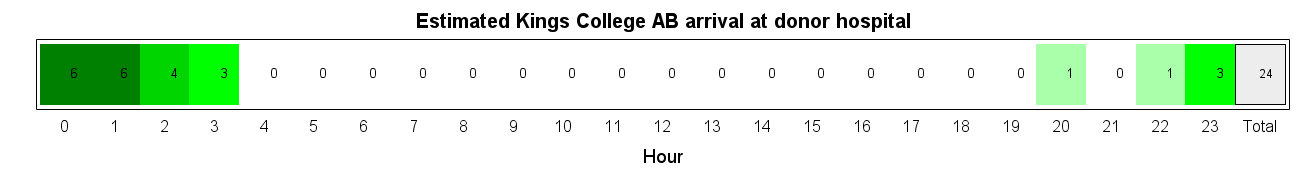 Estimated Kings College AB arrival at donor hospital
6 6 4 3 0 0 0 0 0 0 0 0 0 0 0 0 0 0 0 0 1 0 1 3 24
0 1 2 3 4 5 6 7 8 9 10 11 12 13 14 15 16 17 18 19 20 21 22 23 Total
Hour